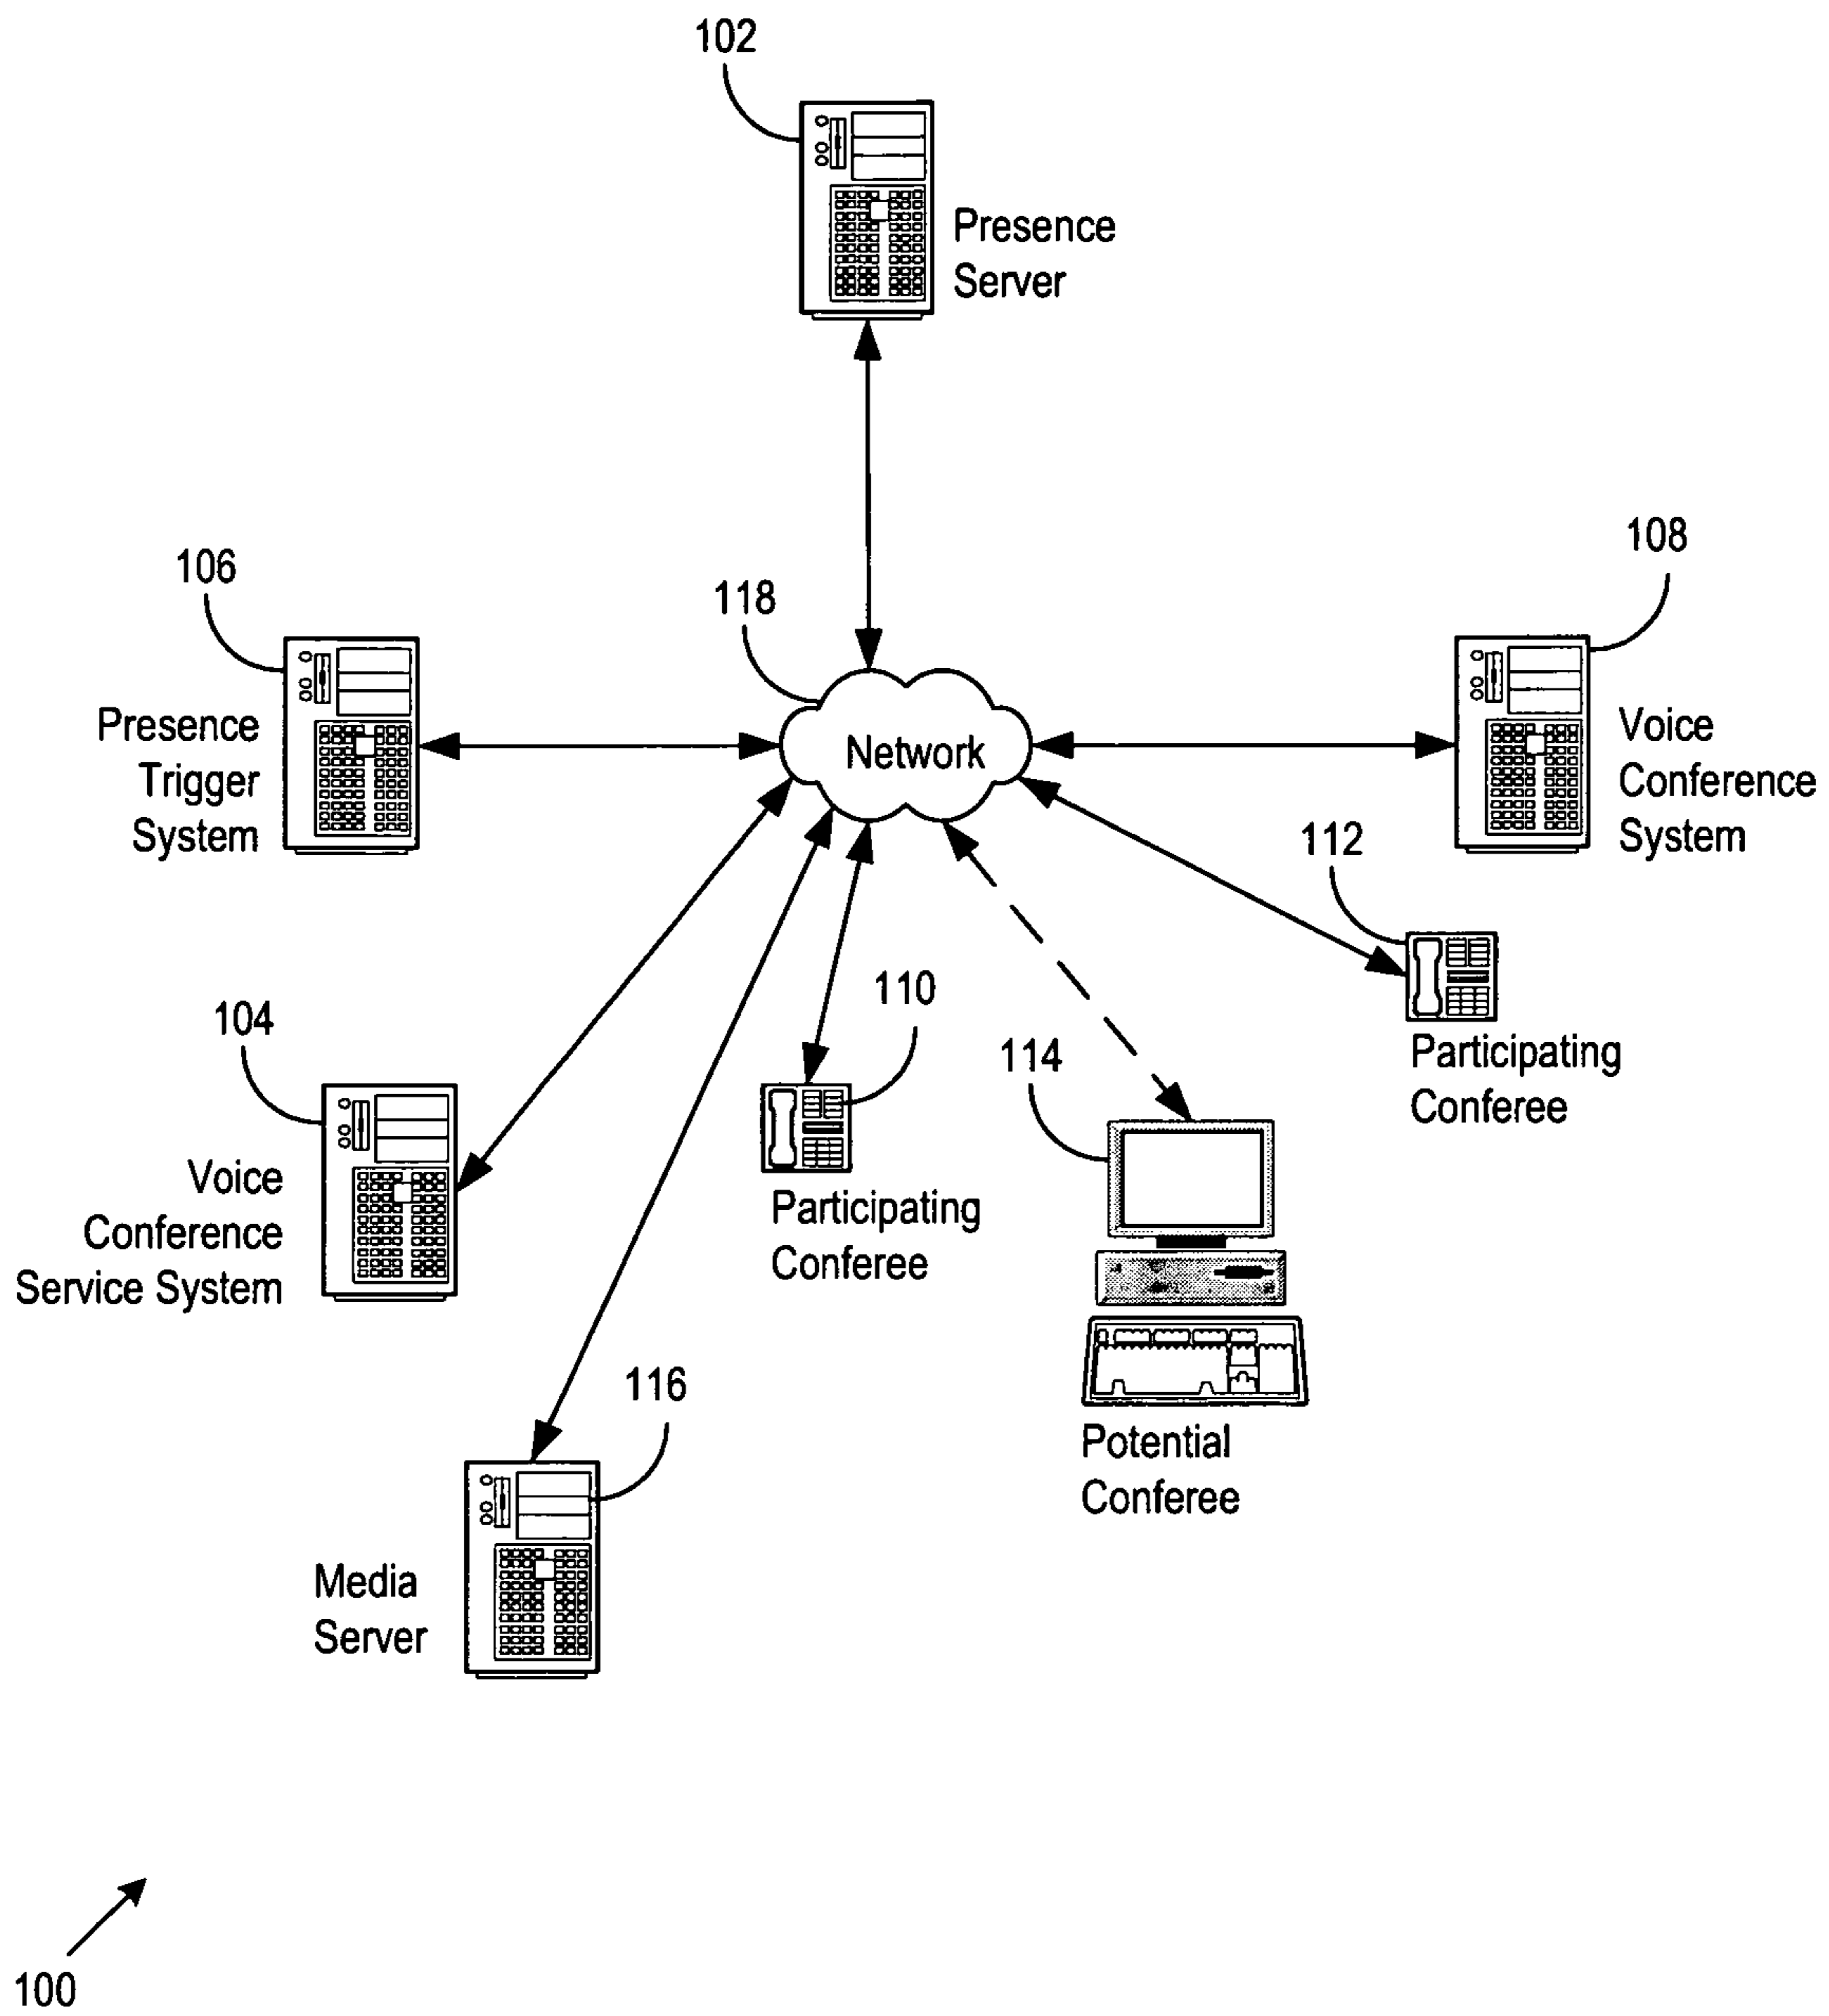 102
Presence
Server
106
118
108
Presence
Trigger
System
Network
Voice
Conference
System
112
104
110
114
Participating
Conferee
Voice
Conference
Service System
Participating
Conferee
116
Potential
Conferee
Media
Server
100